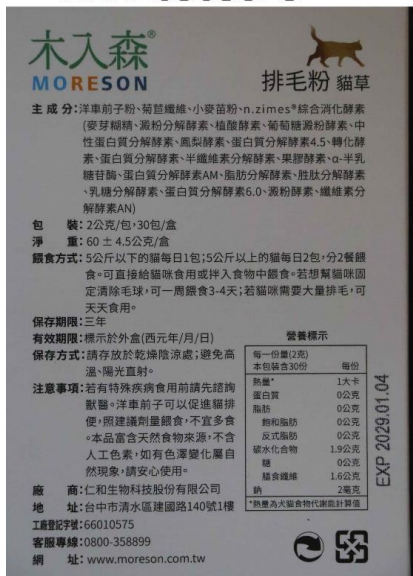 木入森®
MORESON
排毛粉 貓草
主成分:洋車前子粉、菊苣纖維、小麥苗粉、n.zimes®綜合消化酵素
(麥芽糊精、澱粉分解酵素、植酸酵素、葡萄糖澱粉酵素、中
性蛋白質分解酵素、鳳梨酵素、蛋白質分解酵素4.5、轉化酵
素、蛋白質分解酵素、半纖維素分解酵素、果膠酵素、α-半乳
糖苷酶、蛋白質分解酵素AM、脂肪分解酵素、胜肽分解酵素
、乳糖分解酵素、蛋白質分解酵素6.0、澱粉酵素、纖維素分
解酵素AN)
包裝:2公克/包,30包/盒
淨重:60 ± 4.5公克/盒
餵食方式:5公斤以下的貓每日1包;5公斤以上的貓每日2包,分2餐餵
食。可直接給貓咪食用或拌入食物中餵食。若想幫貓咪固
定清除毛球,可一周餵食3-4天;若貓咪需要大量排毛,可
天天食用。
保存期限:三年
有效期限:標示於外盒(西元年/月/日)
保存方式:請存放於乾燥陰涼處;避免高
溫、陽光直射。
注意事項:若有特殊疾病食用前請先諮詢
獸醫。洋車前子可以促進貓排
便,照建議劑量餵食,不宜多食
。本品富含天然食物來源,不含
人工色素,如有色澤變化屬自
然現象,請安心使用。
廠商:仁和生物科技股份有限公司
地址:台中市清水區建國路140號1樓
工廠登記字號:66010575
客服專線:0800-358899
網址:www.moreson.com.tw
營養標示
每一份量(2克)
本包裝含30份 每份
熱量* 1大卡
蛋白質 0公克
脂肪 0公克
飽和脂肪 0公克
反式脂肪 0公克
碳水化合物 1.9公克
糖 0公克
膳食纖維 1.6公克
鈉 2毫克
*熱量為犬貓食物代謝能計算值
EXP 2029.01.04